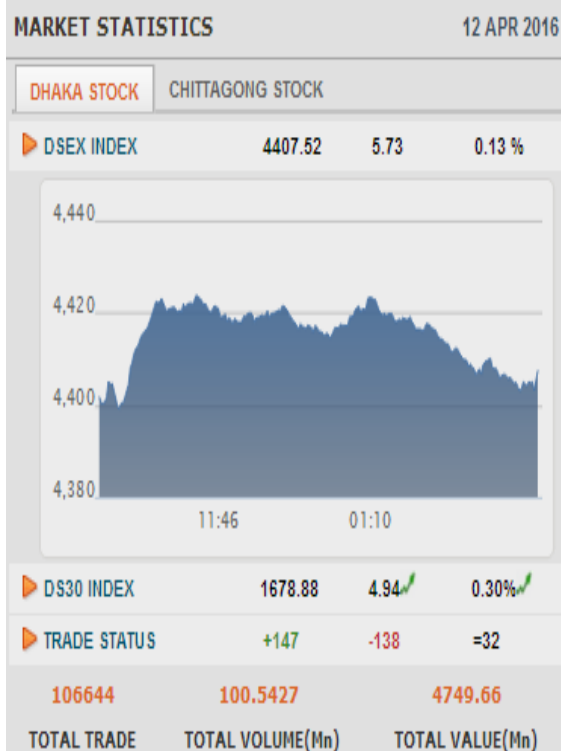 MARKET STATISTICS 12 APR 2016
DHAKA STOCK CHITTAGONG STOCK
DSEX INDEX 4407.52 5.73 0.13 %
4,440
4,420
4,400
4,380
11:46 01:10
DS30 INDEX 1678.88 4.94 0.30%
TRADE STATUS +147 -138 =32
106644 100.5427 4749.66
TOTAL TRADE TOTAL VOLUME(Mn) TOTAL VALUE(Mn)